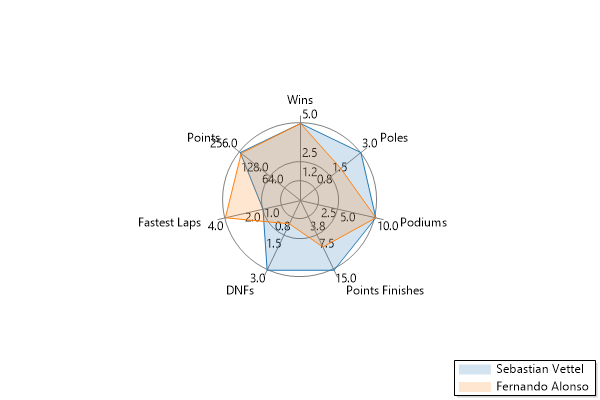 Wins
5.0
Points
256.0
3.0
Poles
2.5
128.0
1.5
1.2
64.0
0.8
Fastest Laps
4.0
2.0
1.0
2.5
5.0
10.0
Podiums
0.8
3.8
1.5
7.5
3.0
15.0
DNFs
Points Finishes
Sebastian Vettel
Fernando Alonso